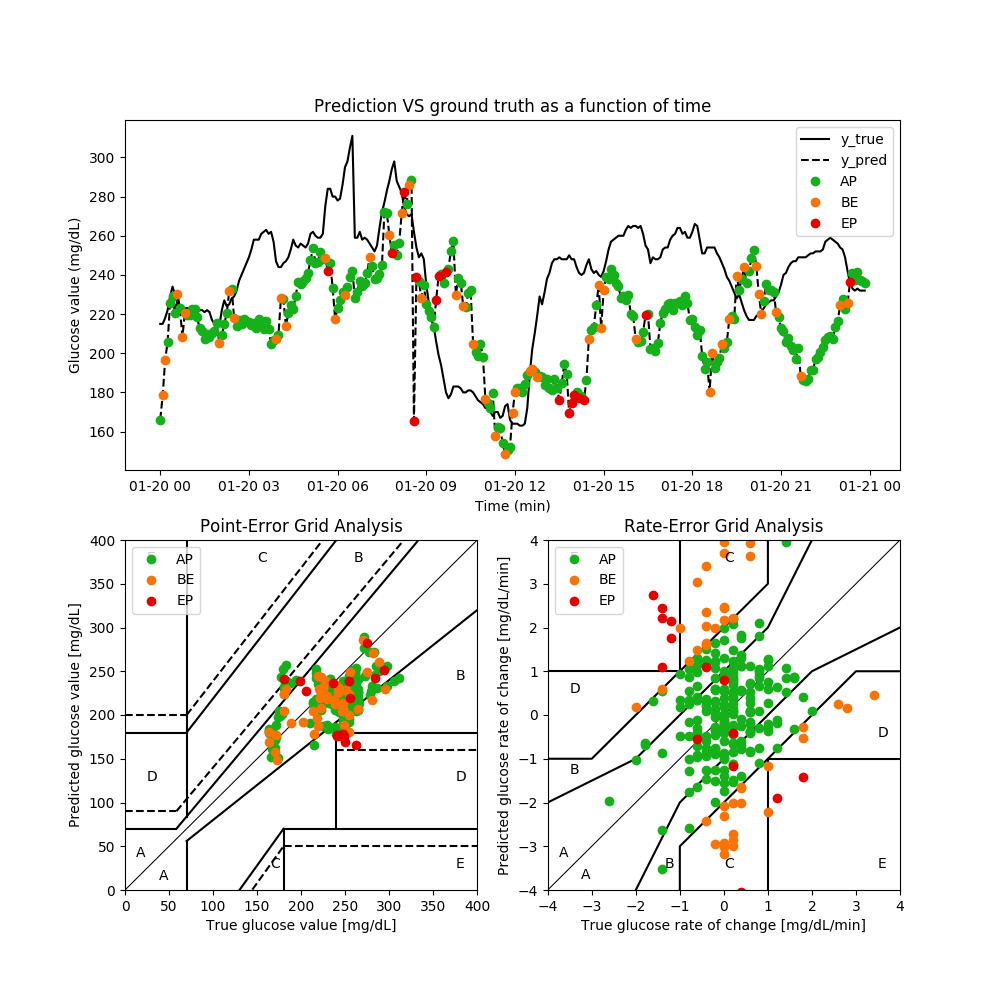 Prediction VS ground truth as a function of time
Glucose value (mg/dL)
300
280
260
240
220
200
180
160
y_true
y_pred
AP
BE
EP
01-20 00 01-20 03 01-20 06 01-20 09 01-20 12 01-20 15 01-20 18 01-20 21 01-21 00
Time (min)
Point-Error Grid Analysis
Predicted glucose value [mg/dL]
400
350
300
250
200
150
100
50
0
AP
BE
EP
C
B
B
D
D
A
A
C
E
0 50 100 150 200 250 300 350 400
True glucose value [mg/dL]
Rate-Error Grid Analysis
Predicted glucose rate of change [mg/dL/min]
4
3
2
1
0
−1
−2
−3
−4
AP
BE
EP
C
D
D
B
A
A
B
C
E
−4 −3 −2 −1 0 1 2 3 4
True glucose rate of change [mg/dL/min]